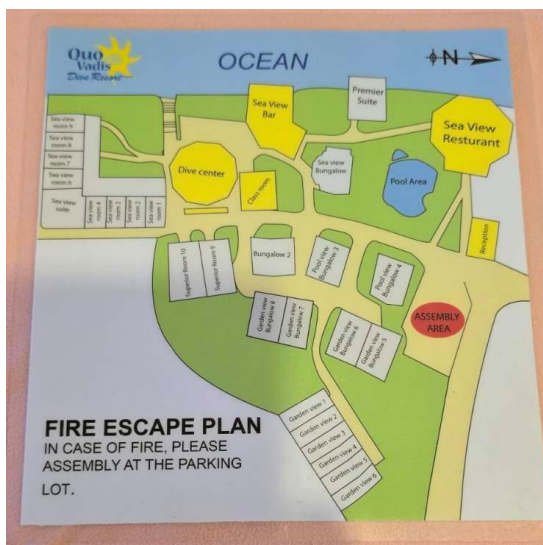 Quo
Vadis
Dive Resort
OCEAN
N
Premier
Suite
Sea View
Bar
Sea View
Resturant
Sea view
room 9
Sea view
room 8
Sea view
room 7
Sea view
room 6
Sea view
suite
Sea view
room 4
Sea view
room 3
Sea view
room 2
Sea view
room 1
Dive center
Class room
Sea view
Bungalow
Pool Area
Reception
Superior Room 10
Superior Room 9
Bungalow 2
Pool view
Bungalow 3
Pool view
Bungalow 4
Garden view
Bungalow 8
Garden view
Bungalow 7
Garden view
Bungalow 6
Garden view
Bungalow 5
ASSEMBLY
AREA
Garden view 1
Garden view 2
Garden view 3
Garden view 4
Garden view 5
Garden view 6
FIRE ESCAPE PLAN
IN CASE OF FIRE, PLEASE
ASSEMBLY AT THE PARKING
LOT.